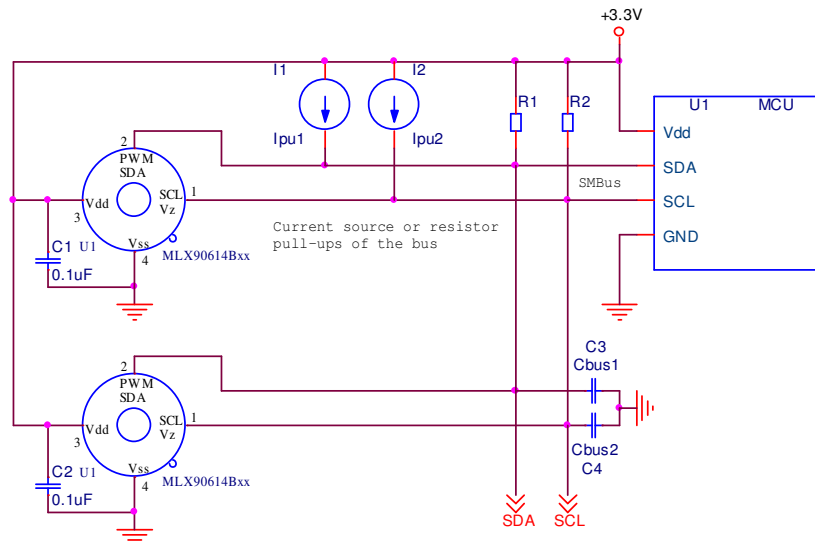 +3.3V
I1
I2
R1
R2
U1
MCU
Ipu1
Ipu2
Vdd
SDA
SCL
GND
SMBus
2
PWM
SDA
SCL
Vz
1
Vdd
3
Vss
4
MLX90614Bxx
C1
U1
0.1uF
Current source or resistor
pull-ups of the bus
2
PWM
SDA
SCL
Vz
1
Vdd
3
Vss
4
MLX90614Bxx
C2
U1
0.1uF
C3
Cbus1
Cbus2
C4
SDA
SCL